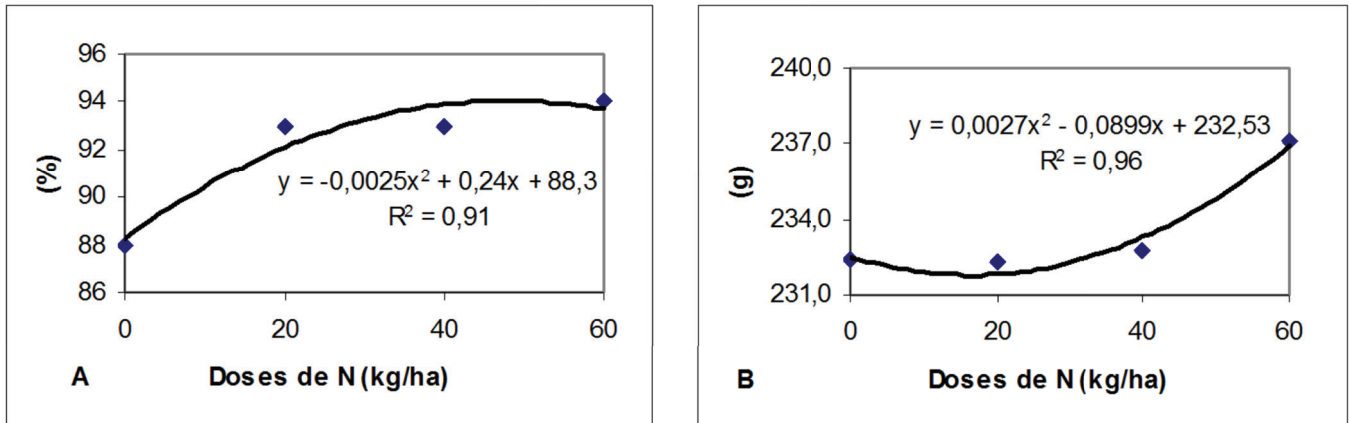 96
94
92
90
88
86
(%)
y = -0,0025x² + 0,24x + 88,3
R² = 0,91
0 20 40 60
A Doses de N (kg/ha)
240,0
237,0
234,0
231,0
(g)
y = 0,0027x² - 0,0899x + 232,53
R² = 0,96
0 20 40 60
B Doses de N (kg/ha)